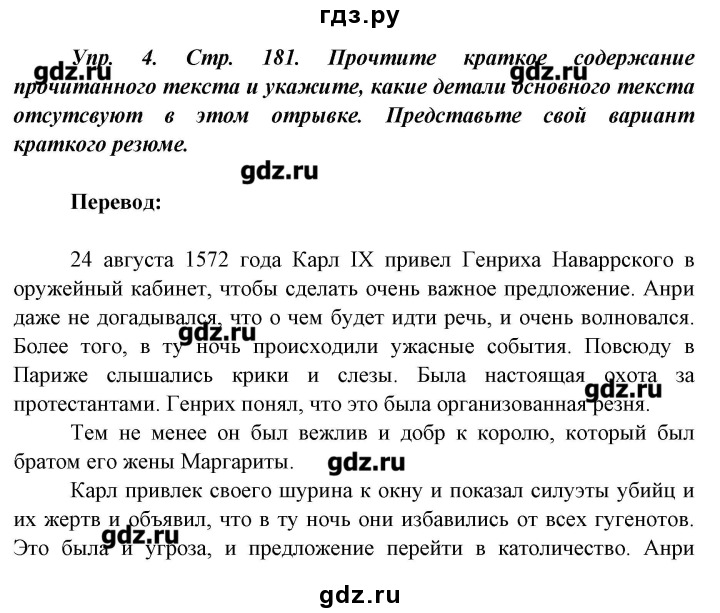 гдз.ру
Упр. 4. Стр. 181. Прочтите краткое содержание
gdz.ru
gdz.ru
прочитанного текста и укажите, какие детали основного текста
отсутсвуют в этом отрывке. Представьте свой вариант
краткого резюме.
gdz.ru
Перевод:
24 августа 1572 года Карл IX привел Генриха Наваррского в
оружейный кабинет, чтобы сделать очень важное предложение. Анри
даже не догадывался, что о чем будет идти речь, и очень волновался.
gdz.ru
Более того, в ту ночь происходили ужасные события. Повсюду в
Париже слышались крики и слезы. Была настоящая охота за
gdz.ru
протестантами. Генрих понял, что это была организованная резня.
Тем не менее он был вежлив и добр к королю, который был
братом его жены Маргариты.
gdz.ru
Карл привлек своего шурина к окну и показал силуэты убийц и
их жертв и объявил, что в ту ночь они избавились от всех гугенотов.
gdz.ru
gdz.ru
Это была и угроза, и предложение перейти в католичество. Анри
gdz.ru